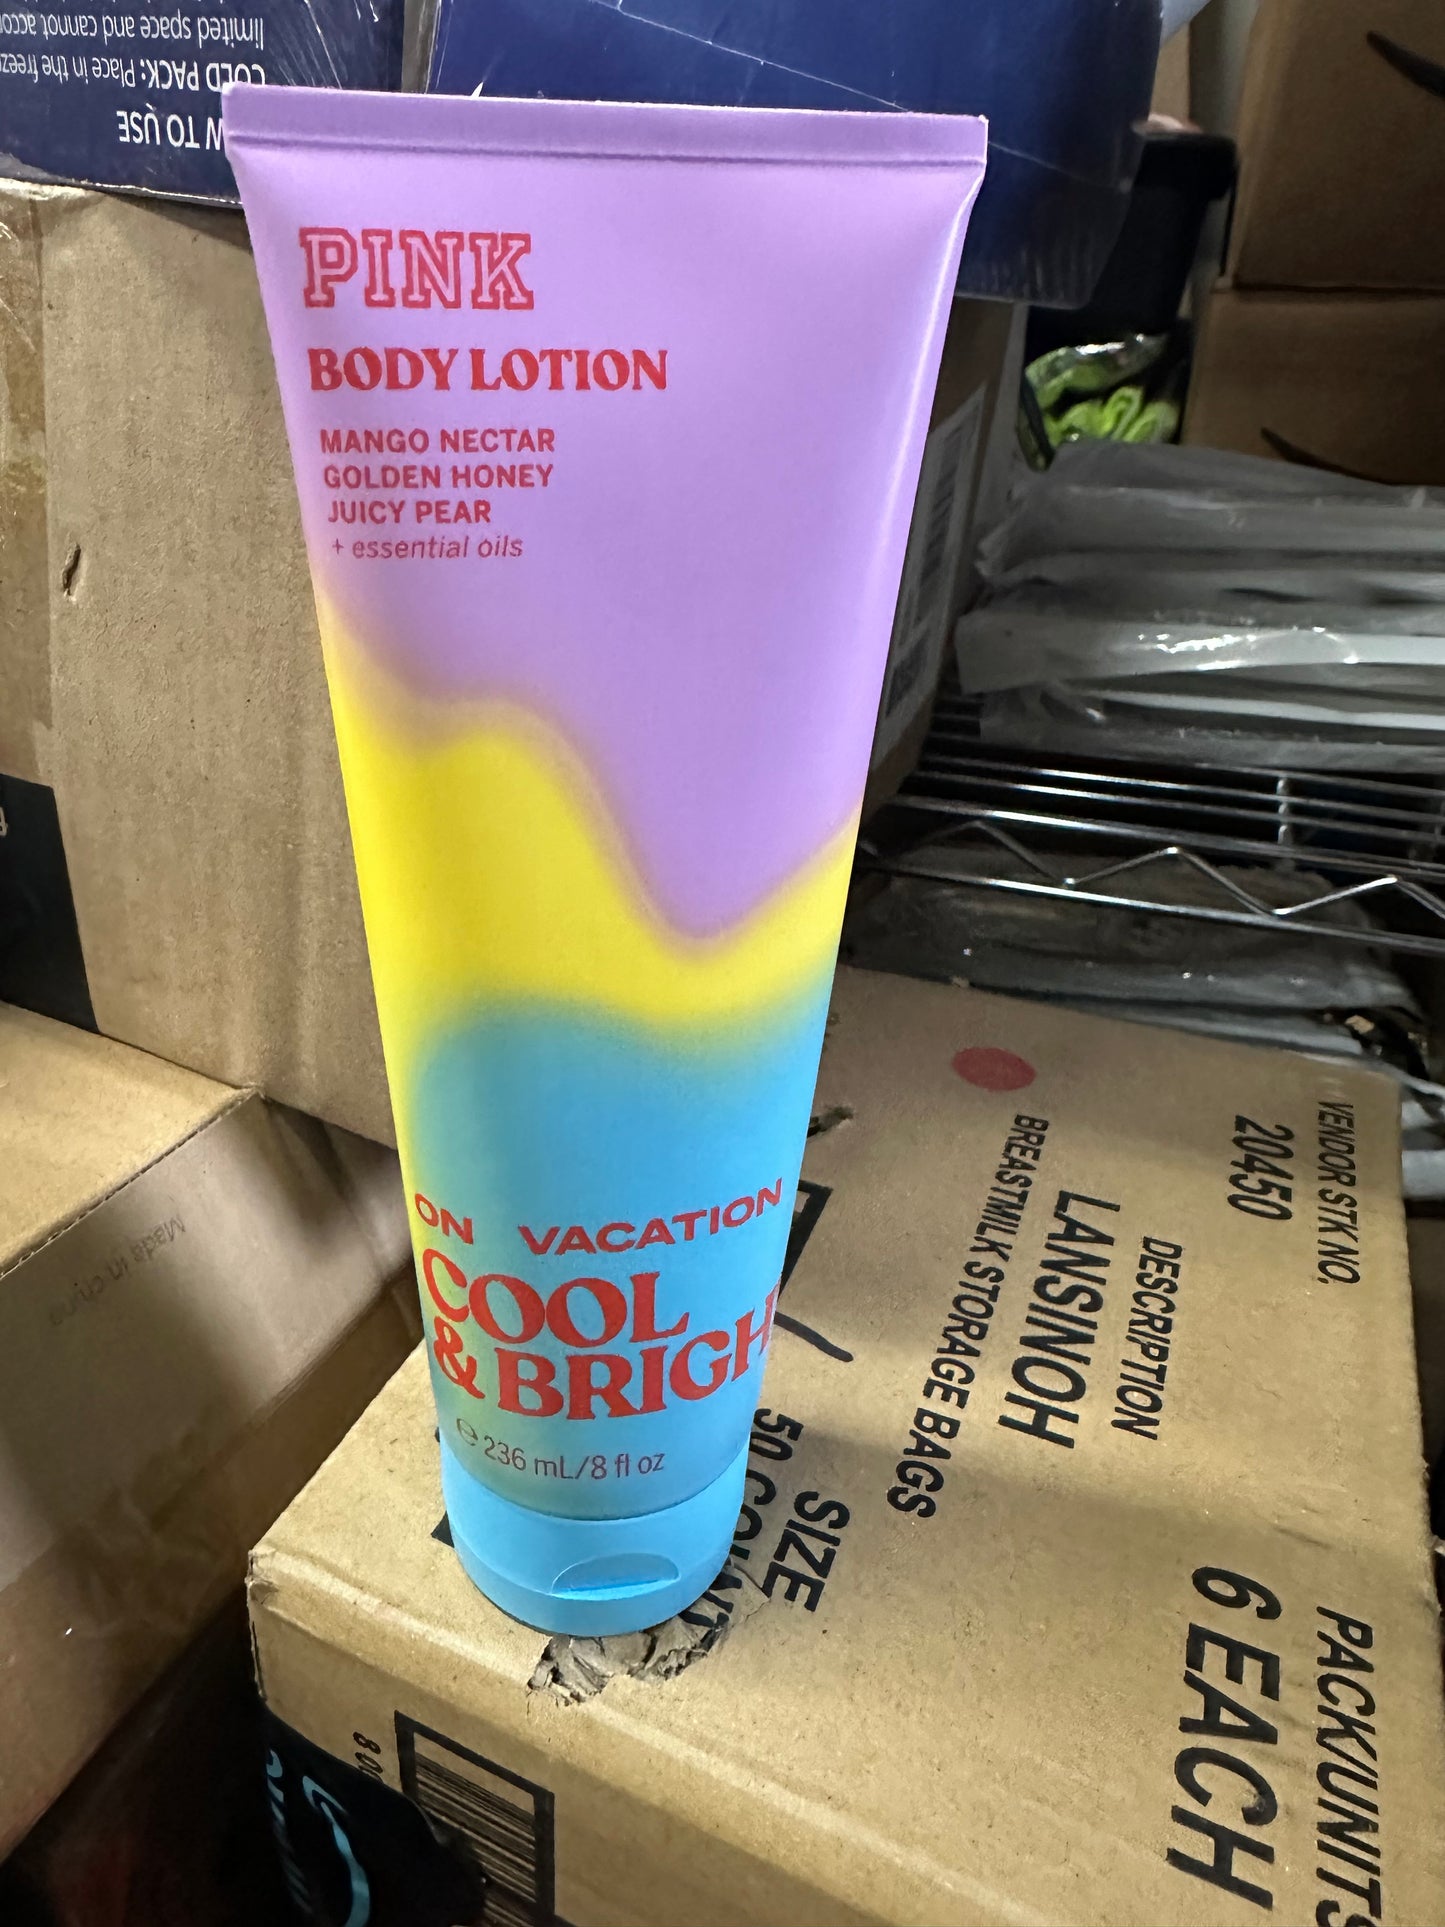 PINK
BODY LOTION
MANGO NECTAR
GOLDEN HONEY
JUICY PEAR
+ essential oils
ON VACATION
COOL
& BRIGH
℮ 236 mL/8 fl oz
W TO USE
COLD PACK: Place in the freeze
limited space and cannot acco
Made in china
VENDOR STK NO.
20450
DESCRIPTION
LANSINOH
BREASTMILK STORAGE BAGS
SIZE
50 COUNT
PACK/UNITS
6 EACH